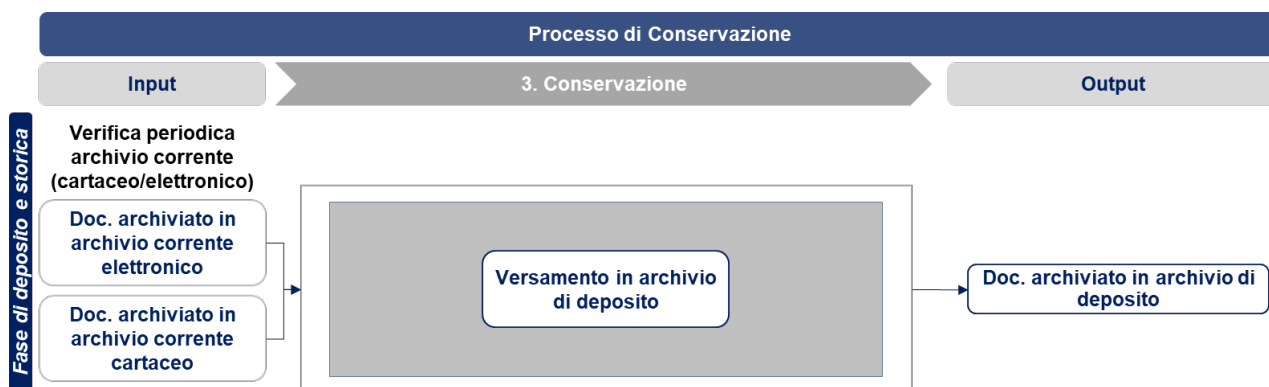 Processo di Conservazione
Input
3. Conservazione
Output
Fase di deposito e storica
Verifica periodica
archivio corrente
(cartaceo/elettronico)
Doc. archiviato in
archivio corrente
elettronico
Doc. archiviato in
archivio corrente
cartaceo
Versamento in archivio
di deposito
Doc. archiviato in archivio di
deposito